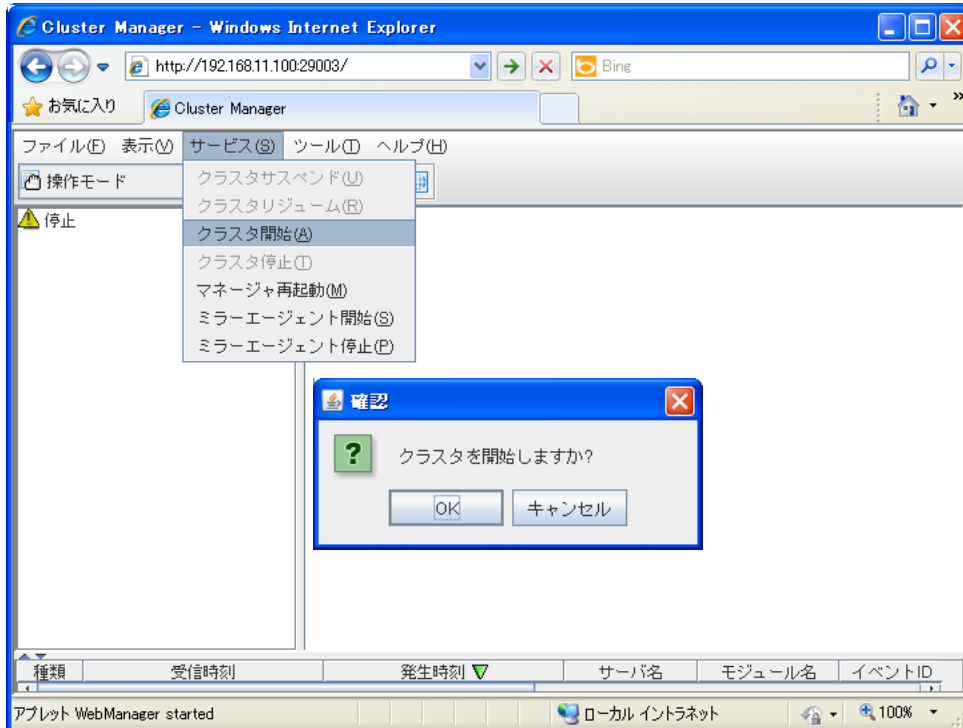 Cluster Manager - Windows Internet Explorer
http://192.168.11.100:29003/
Bing
お気に入り
Cluster Manager
ファイル(F) 表示(V) サービス(S) ツール(T) ヘルプ(H)
操作モード
停止
クラスタサスペンド(U)
クラスタリジューム(R)
クラスタ開始(A)
クラスタ停止(T)
マネージャ再起動(M)
ミラーエージェント開始(S)
ミラーエージェント停止(P)
確認
クラスタを開始しますか?
OK キャンセル
種類 受信時刻 発生時刻 サーバ名 モジュール名 イベントID
アプレット WebManager started ローカル イントラネット 100%